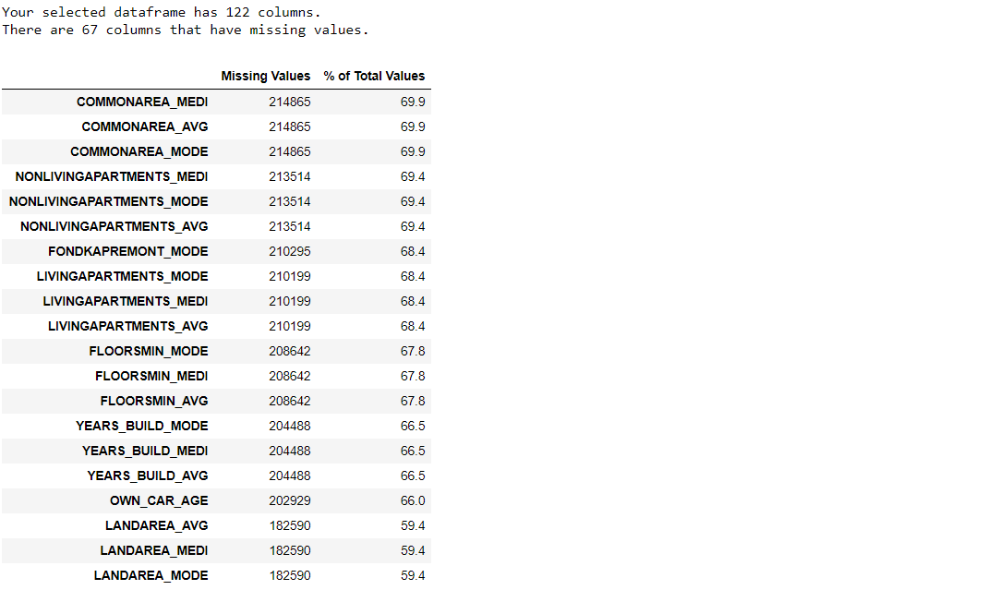 Your selected dataframe has 122 columns.
There are 67 columns that have missing values.
Missing Values % of Total Values
COMMONAREA_MEDI 214865 69.9
COMMONAREA_AVG 214865 69.9
COMMONAREA_MODE 214865 69.9
NONLIVINGAPARTMENTS_MEDI 213514 69.4
NONLIVINGAPARTMENTS_MODE 213514 69.4
NONLIVINGAPARTMENTS_AVG 213514 69.4
FONDKAPREMONT_MODE 210295 68.4
LIVINGAPARTMENTS_MODE 210199 68.4
LIVINGAPARTMENTS_MEDI 210199 68.4
LIVINGAPARTMENTS_AVG 210199 68.4
FLOORSMIN_MODE 208642 67.8
FLOORSMIN_MEDI 208642 67.8
FLOORSMIN_AVG 208642 67.8
YEARS_BUILD_MODE 204488 66.5
YEARS_BUILD_MEDI 204488 66.5
YEARS_BUILD_AVG 204488 66.5
OWN_CAR_AGE 202929 66.0
LANDAREA_AVG 182590 59.4
LANDAREA_MEDI 182590 59.4
LANDAREA_MODE 182590 59.4